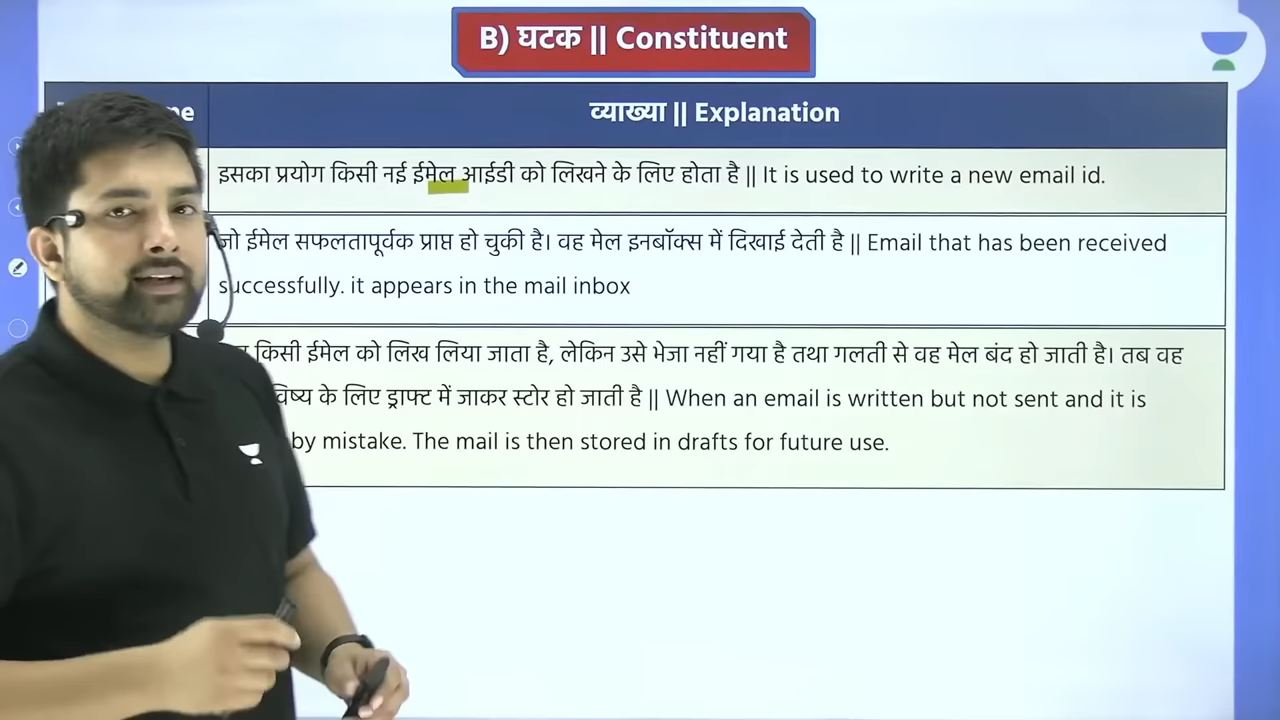 B) घटक || Constituent
व्याख्या || Explanation
इसका प्रयोग किसी नई ईमेल आईडी को लिखने के लिए होता है || It is used to write a new email id.
जो ईमेल सफलतापूर्वक प्राप्त हो चुकी है। वह मेल इनबॉक्स में दिखाई देती है || Email that has been received
successfully. it appears in the mail inbox
किसी ईमेल को लिख लिया जाता है, लेकिन उसे भेजा नहीं गया है तथा गलती से वह मेल बंद हो जाती है। तब वह
के लिए ड्राफ्ट में जाकर स्टोर हो जाती है || When an email is written but not sent and it is
by mistake. The mail is then stored in drafts for future use.